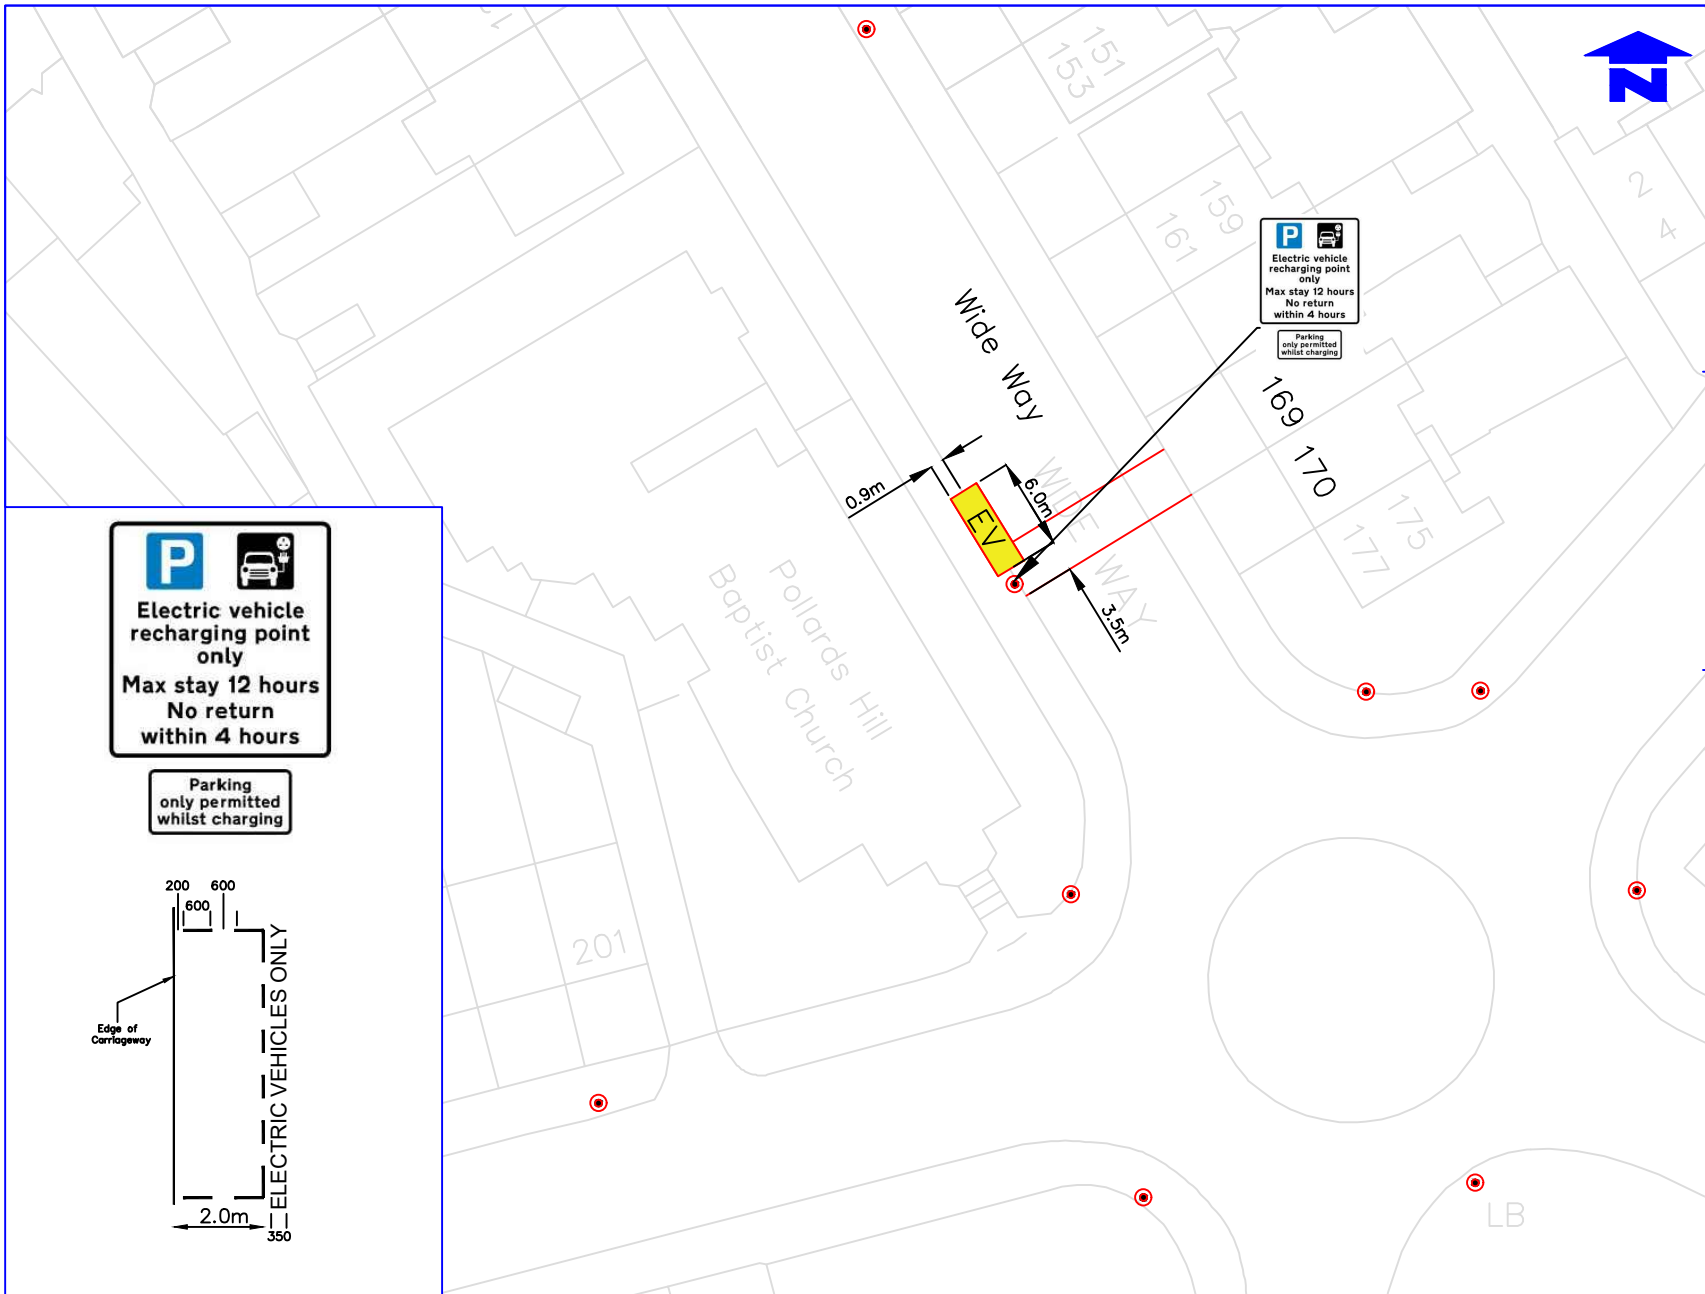 151
153
N
2
4
159
161
P
Electric vehicle
recharging point
only
Max stay 12 hours
No return
within 4 hours
Parking
only permitted
whilst charging
Wide Way
169
170
WIDE WAY
0.9m
6.0m
EV
3.5m
175
177
Pollards Hill
Baptist Church
P
Electric vehicle
recharging point
only
Max stay 12 hours
No return
within 4 hours
Parking
only permitted
whilst charging
200
600
600
ELECTRIC VEHICLES ONLY
Edge of
Carriageway
2.0m
350
201
LB